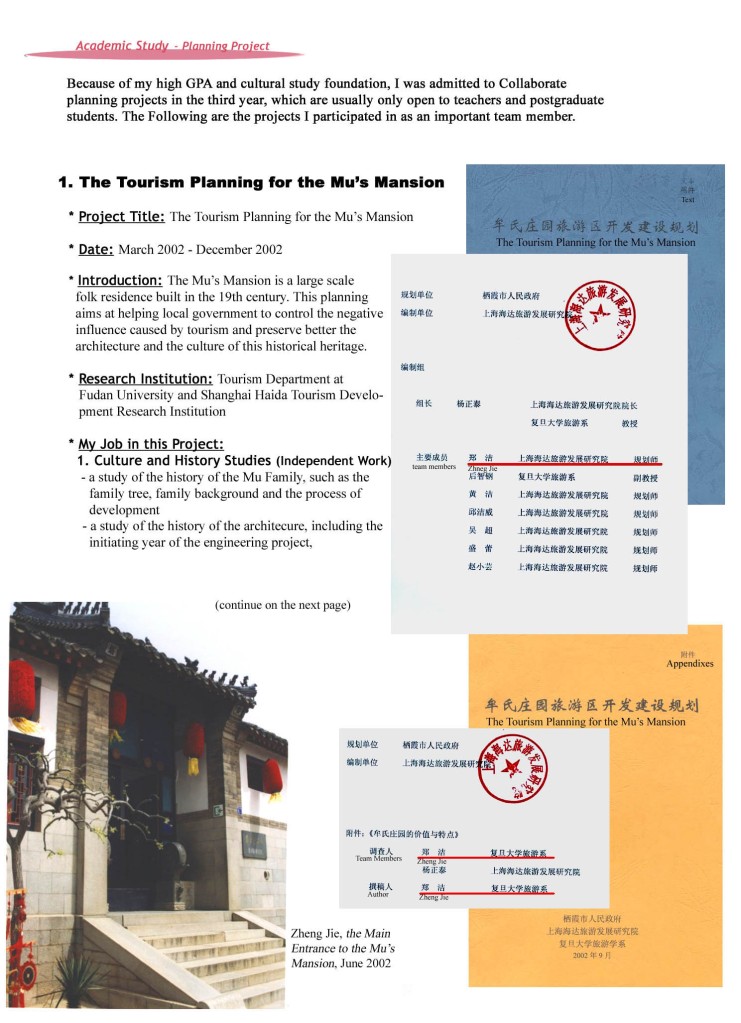 Academic Study - Planning Project
Because of my high GPA and cultural study foundation, I was admitted to Collaborate
planning projects in the third year, which are usually only open to teachers and postgraduate
students. The Following are the projects I participated in as an important team member.
1. The Tourism Planning for the Mu's Mansion
* Project Title: The Tourism Planning for the Mu's Mansion
* Date: March 2002 - December 2002
* Introduction: The Mu's Mansion is a large scale
folk residence built in the 19th century. This planning
aims at helping local government to control the negative
influence caused by tourism and preserve better the
architecture and the culture of this historical heritage.
* Research Institution: Tourism Department at
Fudan University and Shanghai Haida Tourism Develo-
pment Research Institution
* My Job in this Project:
1. Culture and History Studies (Independent Work)
- a study of the history of the Mu Family, such as the
family tree, family background and the process of
development
- a study of the history of the architecure, including the
initiating year of the engineering project,
(continue on the next page)
Text
牟氏庄园旅游区开发建设规划
The Tourism Planning for the Mu's Mansion
规划单位 栖霞市人民政府
编制单位 上海海达旅游发展研究院
上海海达旅游发展研究院
编制组
组长 杨正泰 上海海达旅游发展研究院院长
复旦大学旅游系 教授
主要成员 郑 洁 上海海达旅游发展研究院 规划师
team members Zhneg Jie
后智钢 复旦大学旅游系 副教授
黄 洁 上海海达旅游发展研究院 规划师
邱洁威 上海海达旅游发展研究院 规划师
吴 超 上海海达旅游发展研究院 规划师
盛 蕾 上海海达旅游发展研究院 规划师
赵小芸 上海海达旅游发展研究院 规划师
附件
Appendixes
牟氏庄园旅游区开发建设规划
The Tourism Planning for the Mu's Mansion
规划单位 栖霞市人民政府
编制单位 上海海达旅游发展研究院
上海海达旅游发展研究院
附件：《牟氏庄园的价值与特点》
调查人 郑 洁 复旦大学旅游系
Team Members Zheng Jie
杨正泰 上海海达旅游发展研究院
撰稿人 郑 洁 复旦大学旅游系
Author Zheng Jie
栖霞市人民政府
上海海达旅游发展研究院
复旦大学旅游学系
2002 年 9 月
Zheng Jie, the Main
Entrance to the Mu's
Mansion, June 2002